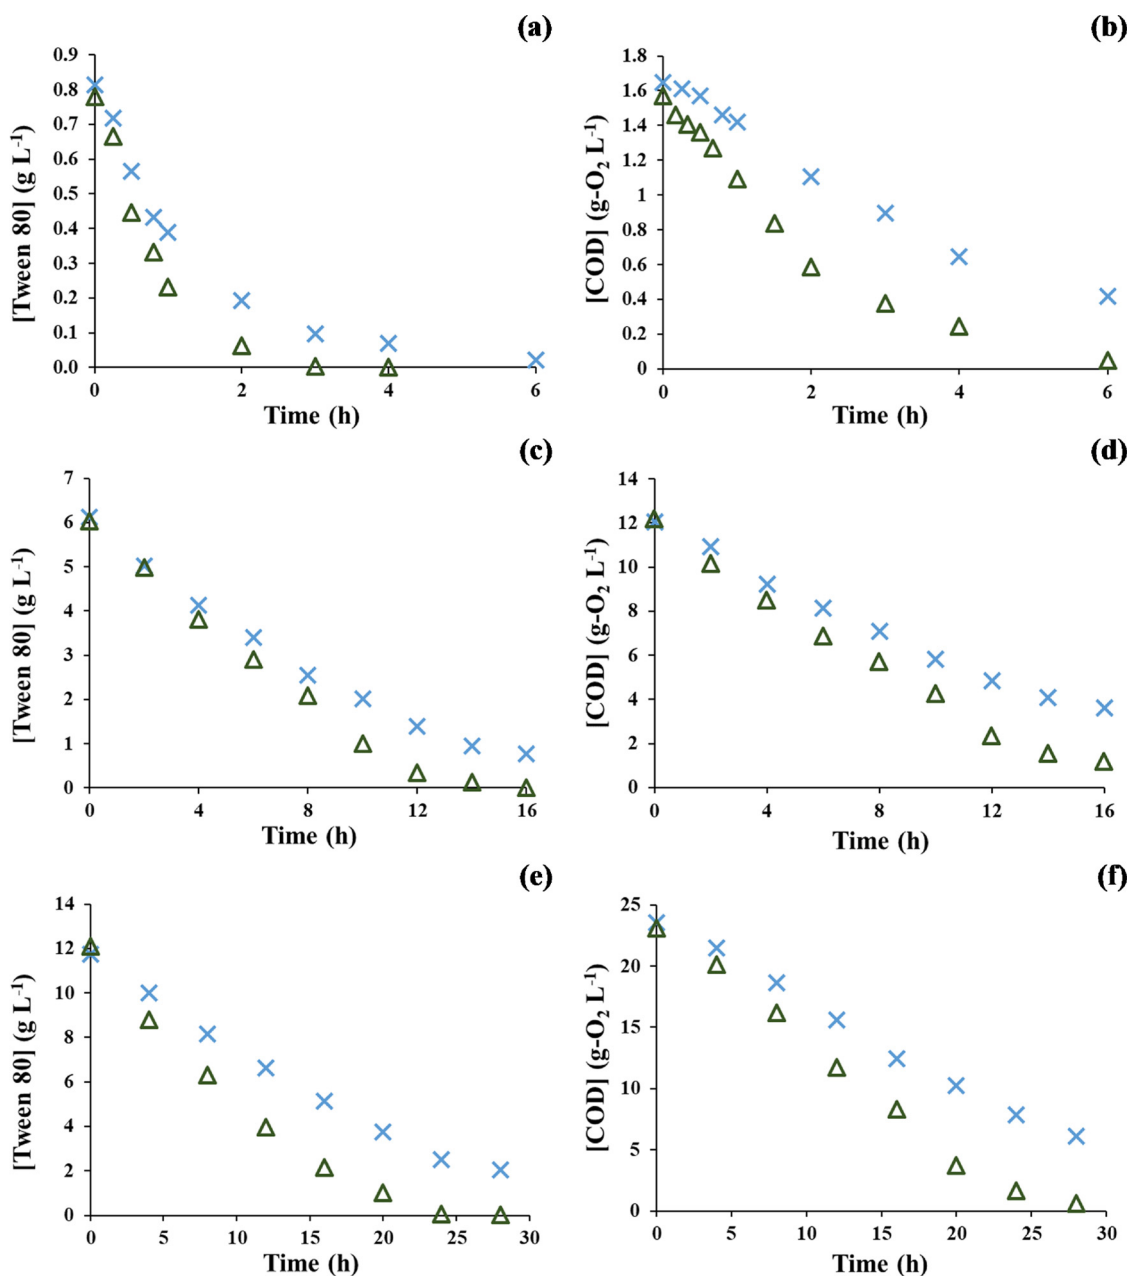 (a)
0.9
0.8
0.7
0.6
0.5
0.4
0.3
0.2
0.1
0.0
[Tween 80] (g L⁻¹)
0 2 4 6
Time (h)
(b)
1.8
1.6
1.4
1.2
1
0.8
0.6
0.4
0.2
0
[COD] (g-O₂ L⁻¹)
0 2 4 6
Time (h)
(c)
7
6
5
4
3
2
1
0
[Tween 80] (g L⁻¹)
0 4 8 12 16
Time (h)
(d)
14
12
10
8
6
4
2
0
[COD] (g-O₂ L⁻¹)
0 4 8 12 16
Time (h)
(e)
14
12
10
8
6
4
2
0
[Tween 80] (g L⁻¹)
0 5 10 15 20 25 30
Time (h)
(f)
25
20
15
10
5
0
[COD] (g-O₂ L⁻¹)
0 5 10 15 20 25 30
Time (h)